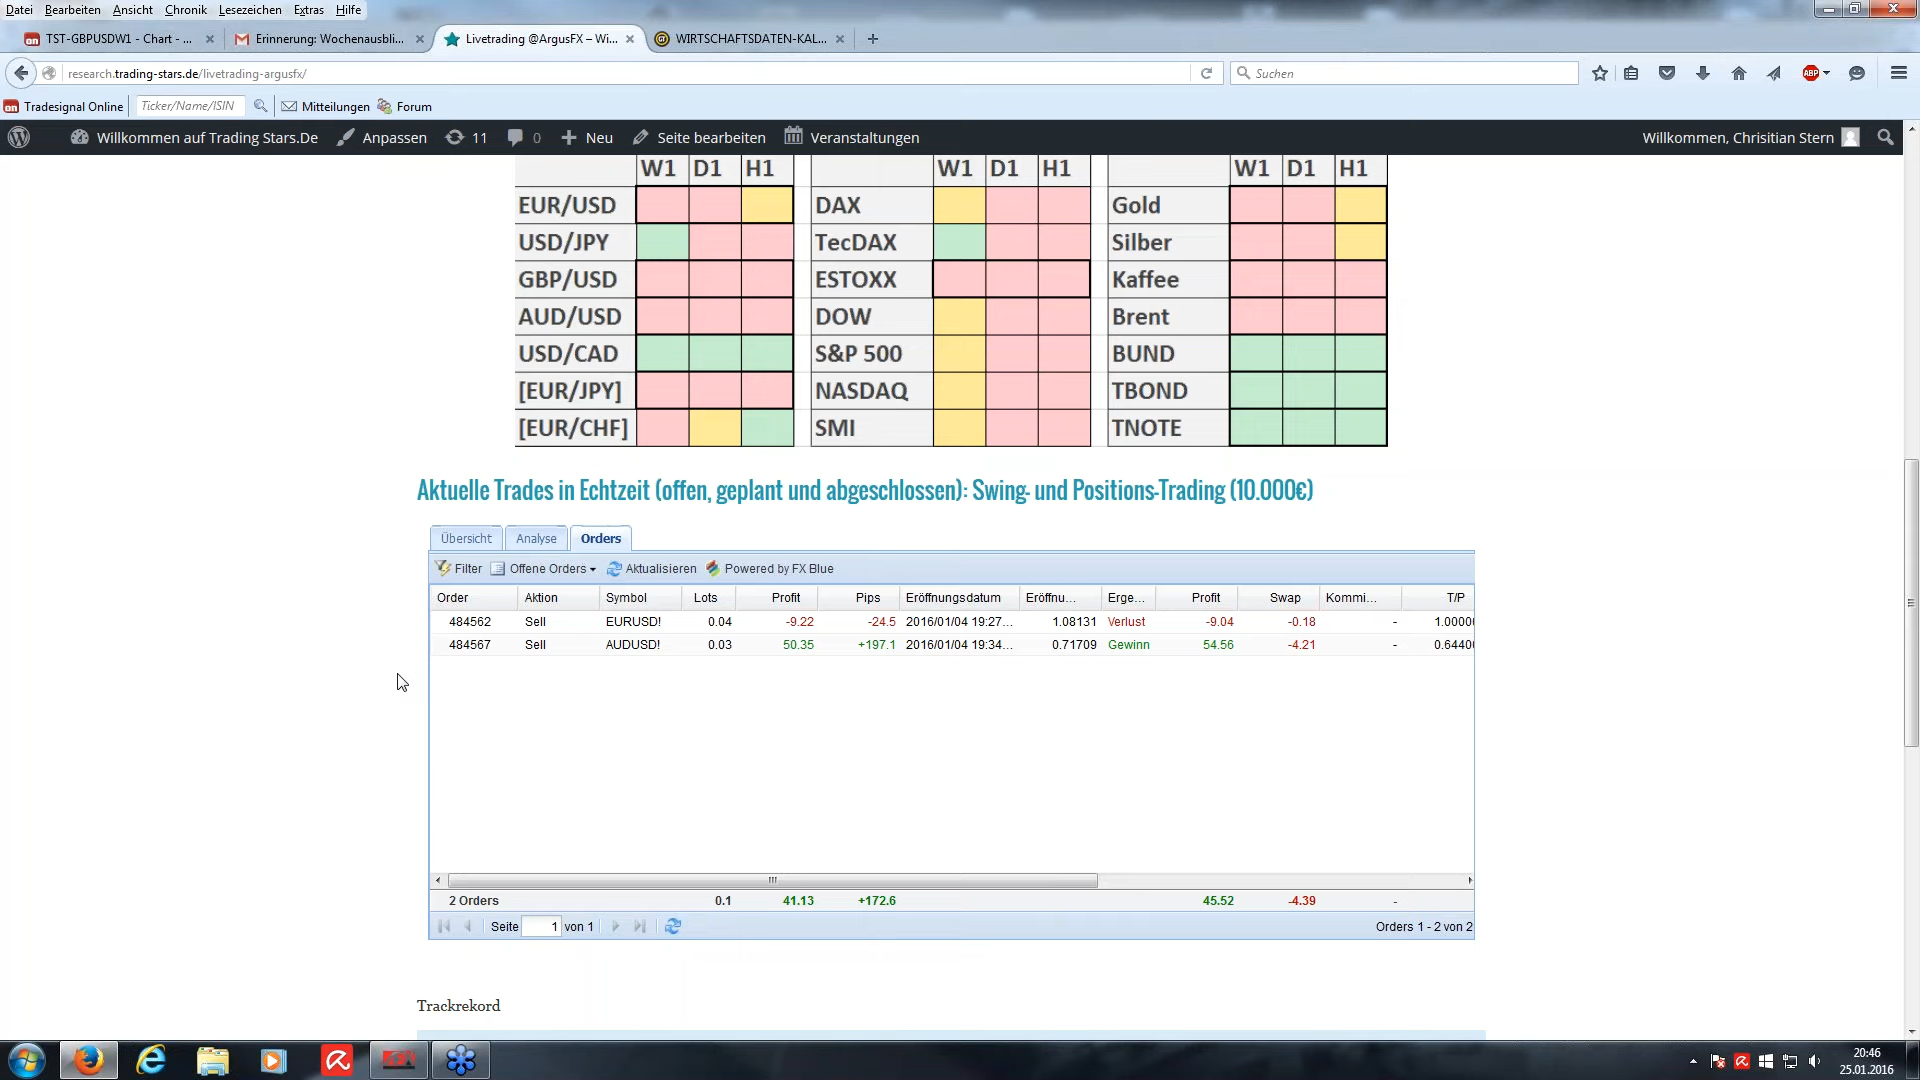 Datei Bearbeiten Ansicht Chronik Lesezeichen Extras Hilfe
TST-GBPUSDW1 - Chart - ... Erinnerung: Wochenausbli... Livetrading @ArgusFX – Wi... WIRTSCHAFTSDATEN-KAL...
research.trading-stars.de/livetrading-argusfx/ Suchen ABP
on Tradesignal Online Ticker/Name/ISIN Mitteilungen Forum
Willkommen auf Trading Stars.De Anpassen 11 0 Neu Seite bearbeiten Veranstaltungen Willkommen, Chrisitian Stern
W1 D1 H1 W1 D1 H1 W1 D1 H1
EUR/USD DAX Gold
USD/JPY TecDAX Silber
GBP/USD ESTOXX Kaffee
AUD/USD DOW Brent
USD/CAD S&P 500 BUND
[EUR/JPY] NASDAQ TBOND
[EUR/CHF] SMI TNOTE
Aktuelle Trades in Echtzeit (offen, geplant und abgeschlossen): Swing- und Positions-Trading (10.000€)
Übersicht Analyse Orders
Filter Offene Orders Aktualisieren Powered by FX Blue
Order Aktion Symbol Lots Profit Pips Eröffnungsdatum Eröffnu... Erge... Profit Swap Kommi... T/P
484562 Sell EURUSD! 0.04 -9.22 -24.5 2016/01/04 19:27... 1.08131 Verlust -9.04 -0.18 - 1.0000
484567 Sell AUDUSD! 0.03 50.35 +197.1 2016/01/04 19:34... 0.71709 Gewinn 54.56 -4.21 - 0.6440
2 Orders 0.1 41.13 +172.6 45.52 -4.39 -
Seite 1 von 1 Orders 1 - 2 von 2
Trackrekord
20:46
25.01.2016